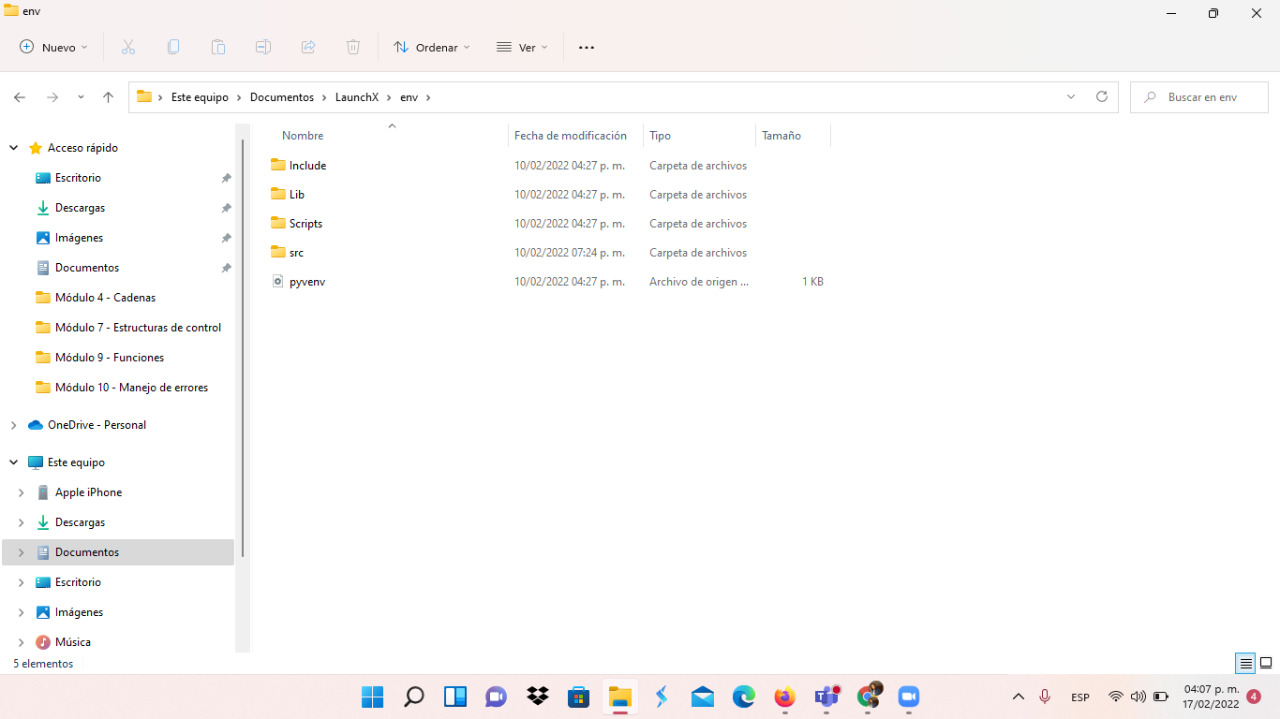 env
Nuevo
Ordenar
Ver
Este equipo
Documentos
LaunchX
env
Buscar en env
Nombre
Fecha de modificación
Tipo
Tamaño
Include 10/02/2022 04:27 p. m. Carpeta de archivos
Lib 10/02/2022 04:27 p. m. Carpeta de archivos
Scripts 10/02/2022 04:27 p. m. Carpeta de archivos
src 10/02/2022 07:24 p. m. Carpeta de archivos
pyvenv 10/02/2022 04:27 p. m. Archivo de origen ... 1 KB
Acceso rápido
Escritorio
Descargas
Imágenes
Documentos
Módulo 4 - Cadenas
Módulo 7 - Estructuras de control
Módulo 9 - Funciones
Módulo 10 - Manejo de errores
OneDrive - Personal
Este equipo
Apple iPhone
Descargas
Documentos
Escritorio
Imágenes
Música
5 elementos
ESP
04:07 p. m.
17/02/2022
4